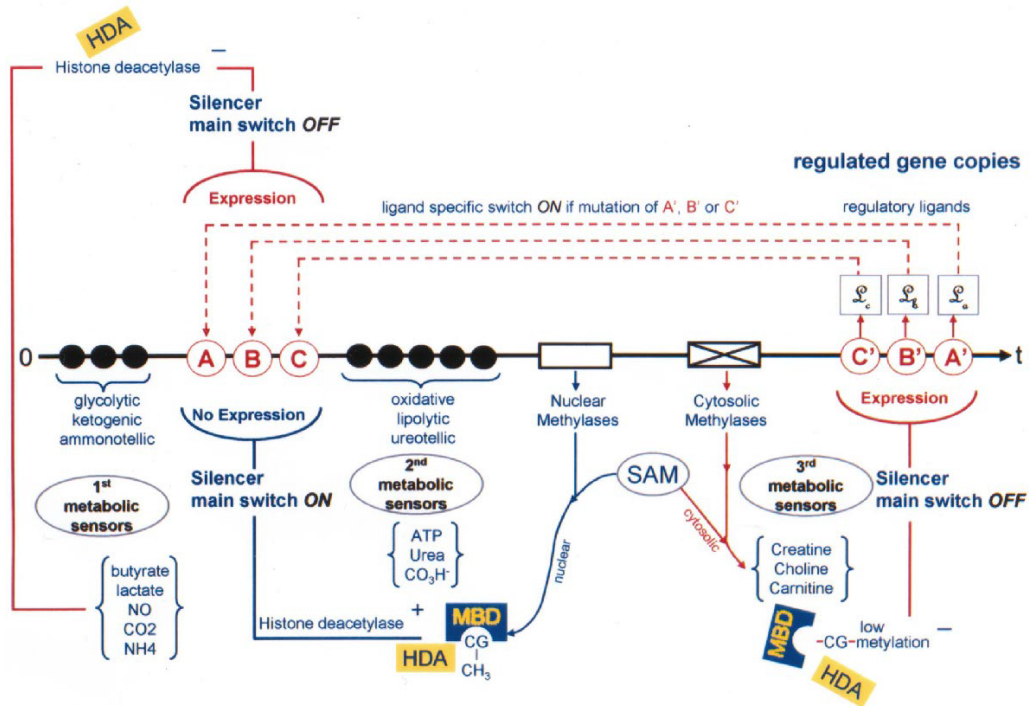 HDA
Histone deacetylase
–
Silencer
main switch OFF
Expression
regulated gene copies
ligand specific switch ON if mutation of A', B' or C'
regulatory ligands
ℒc
ℒb
ℒa
0
A
B
C
C'
B'
A'
t
glycolytic
ketogenic
ammonotellic
No Expression
oxidative
lipolytic
ureotellic
Nuclear
Methylases
Cytosolic
Methylases
Expression
1st
metabolic
sensors
Silencer
main switch ON
2nd
metabolic
sensors
SAM
3rd
metabolic
sensors
Silencer
main switch OFF
butyrate
lactate
NO
CO2
NH4
ATP
Urea
CO3H-
nuclear
cytosolic
Creatine
Choline
Carnitine
Histone deacetylase
+
MBD
CG
CH3
HDA
MBD
-CG-
low
metylation
–
HDA